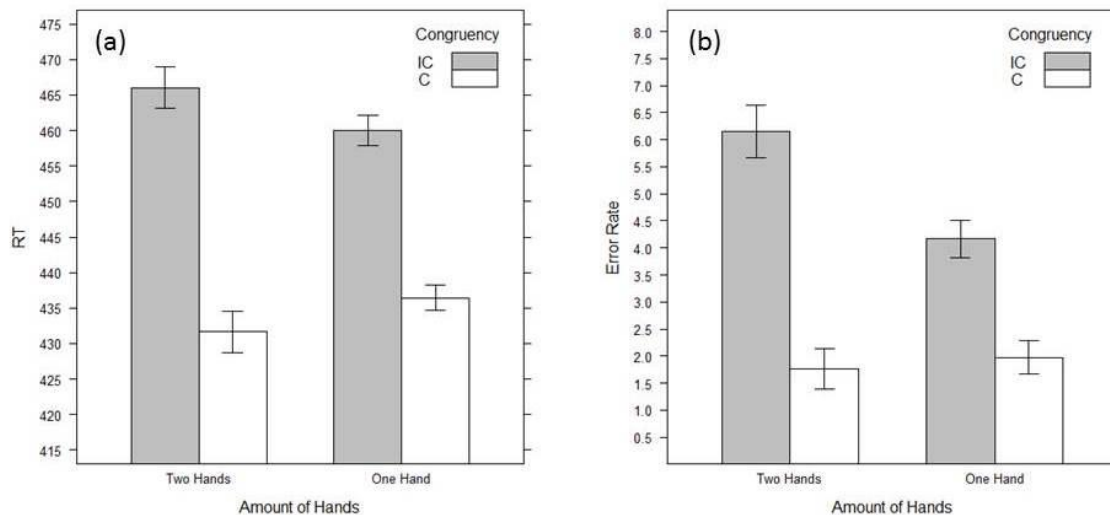 (a)
Congruency
IC
C
475
470
465
460
455
450
445
440
435
430
425
420
415
RT
Two Hands
One Hand
Amount of Hands
(b)
Congruency
IC
C
8.0
7.5
7.0
6.5
6.0
5.5
5.0
4.5
4.0
3.5
3.0
2.5
2.0
1.5
1.0
0.5
Error Rate
Two Hands
One Hand
Amount of Hands